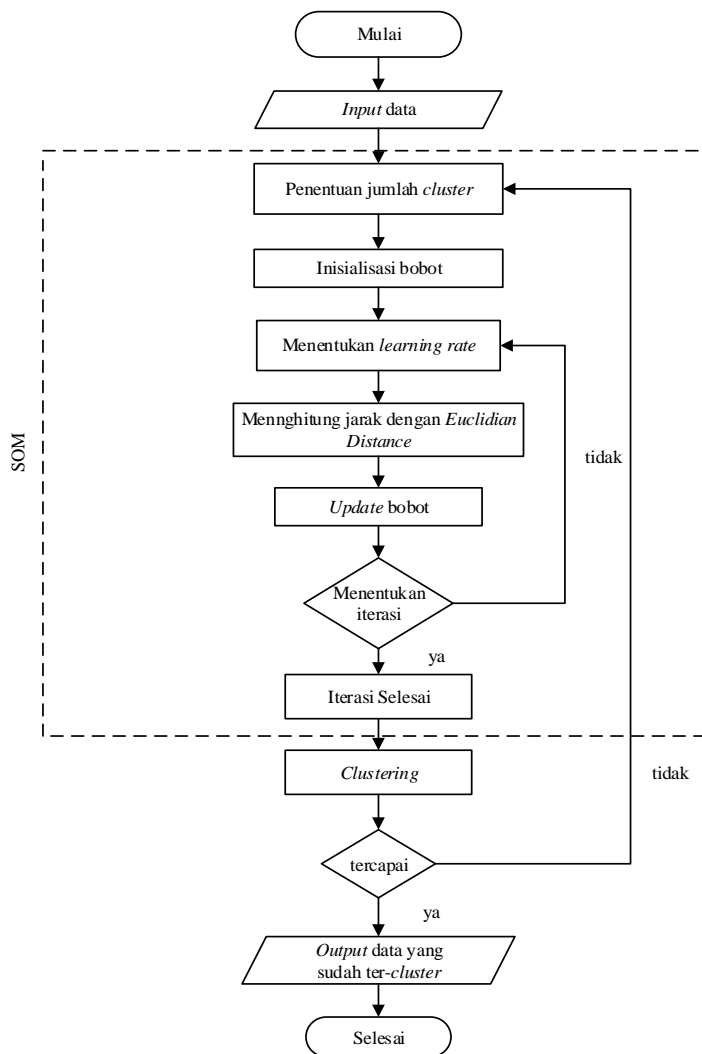 Mulai
Input data
Penentuan jumlah cluster
Inisialisasi bobot
Menentukan learning rate
Mennghitung jarak dengan Euclidian
Distance
SOM
tidak
Update bobot
Menentukan
iterasi
ya
Iterasi Selesai
Clustering
tidak
tercapai
ya
Output data yang
sudah ter-cluster
Selesai